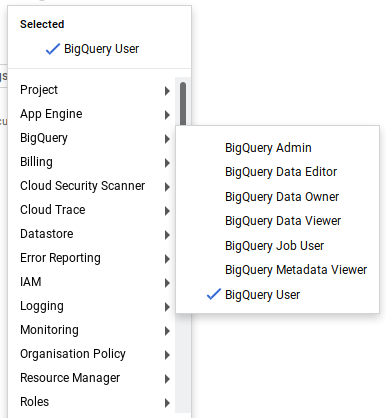 Selected
BigQuery User
Project
App Engine
BigQuery
Billing
Cloud Security Scanner
Cloud Trace
Datastore
Error Reporting
IAM
Logging
Monitoring
Organisation Policy
Resource Manager
Roles
BigQuery Admin
BigQuery Data Editor
BigQuery Data Owner
BigQuery Data Viewer
BigQuery Job User
BigQuery Metadata Viewer
BigQuery User